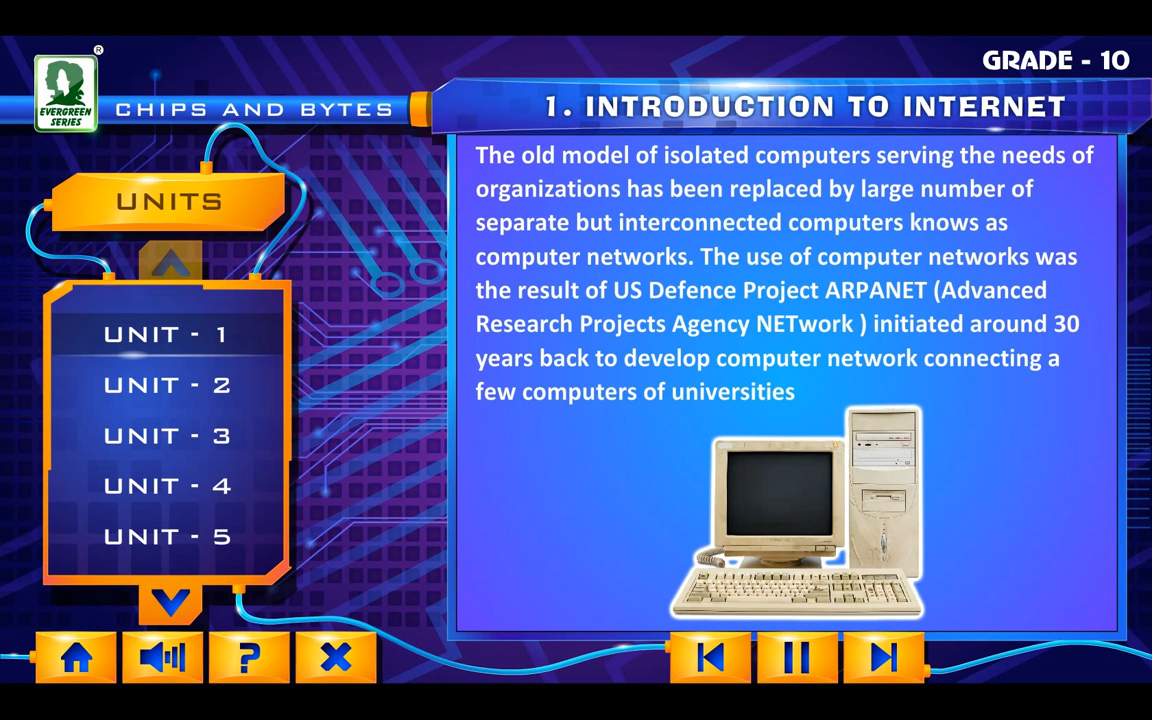 ®
GRADE - 10
EVERGREEN
SERIES
CHIPS AND BYTES
1. INTRODUCTION TO INTERNET
UNITS
UNIT - 1
UNIT - 2
UNIT - 3
UNIT - 4
UNIT - 5
The old model of isolated computers serving the needs of
organizations has been replaced by large number of
separate but interconnected computers knows as
computer networks. The use of computer networks was
the result of US Defence Project ARPANET (Advanced
Research Projects Agency NETwork ) initiated around 30
years back to develop computer network connecting a
few computers of universities
?